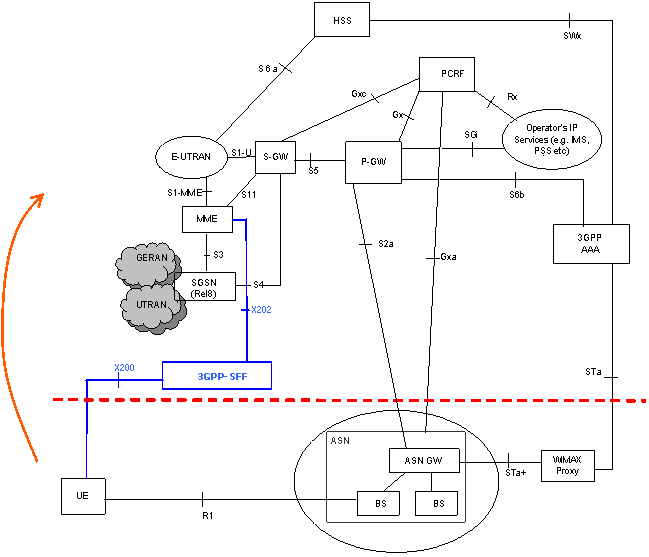 HSS
SWx
S6a
PCRF
Gxc
Gx
Rx
Operator's IP
Services (e.g. IMS,
PSS etc)
SGi
E-UTRAN
S1-U
S-GW
S5
P-GW
S6b
S1-MME
S11
MME
3GPP
AAA
S3
S2a
Gxa
GERAN
SGSN
(Rel8)
S4
UTRAN
X202
X200
3GPP-SFF
STa
ASN
ASN GW
STa+
WiMAX
Proxy
UE
R1
BS
BS